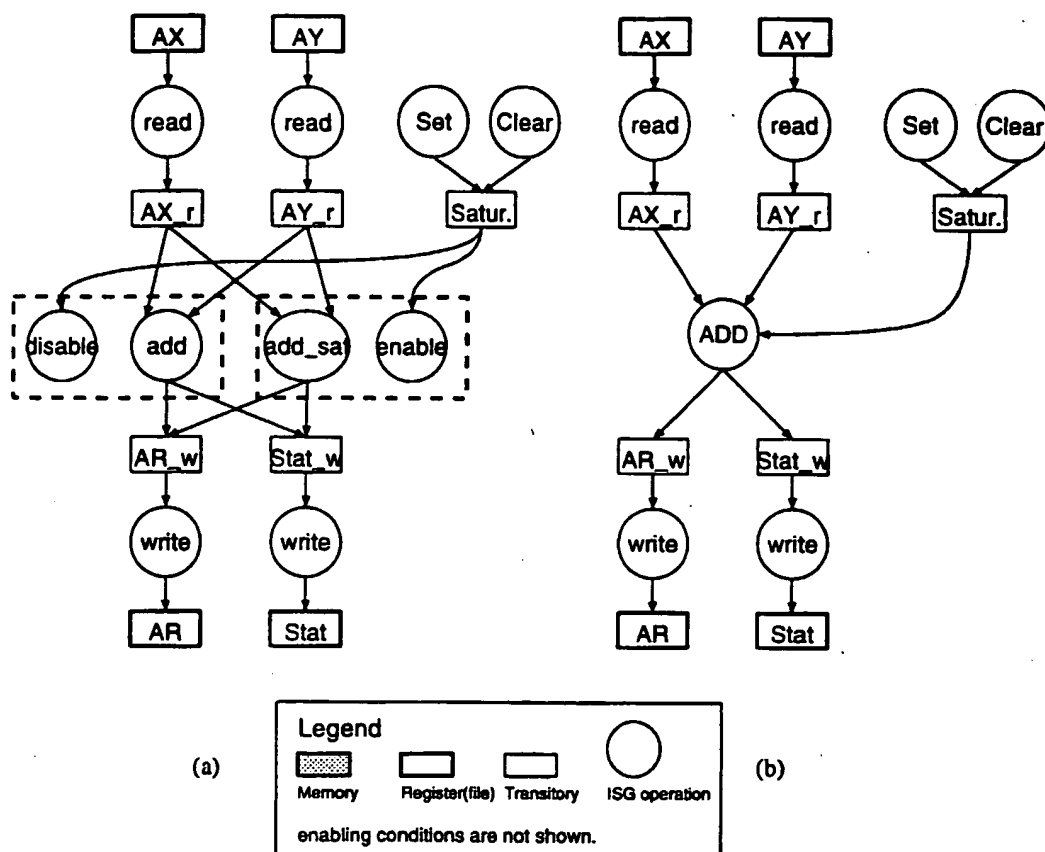 AX AY AX AY
read read Set Clear read read Set Clear
AX_r AY_r Satur. AX_r AY_r Satur.
disable add add_sat enable ADD
AR_w Stat_w AR_w Stat_w
write write write write
AR Stat AR Stat
Legend
(a) (b)
Memory Register(file) Transitory ISG operation
enabling conditions are not shown.